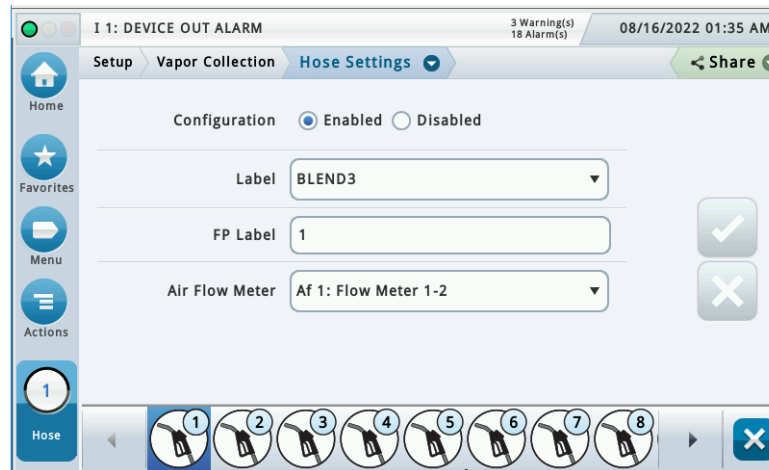 I 1: DEVICE OUT ALARM
3 Warning(s)
18 Alarm(s)
08/16/2022 01:35 AM
Setup Vapor Collection Hose Settings
Share
Home
Configuration Enabled Disabled
Favorites
Label BLEND3
FP Label 1
Menu
Air Flow Meter Af 1: Flow Meter 1-2
Actions
1
Hose
1 2 3 4 5 6 7 8